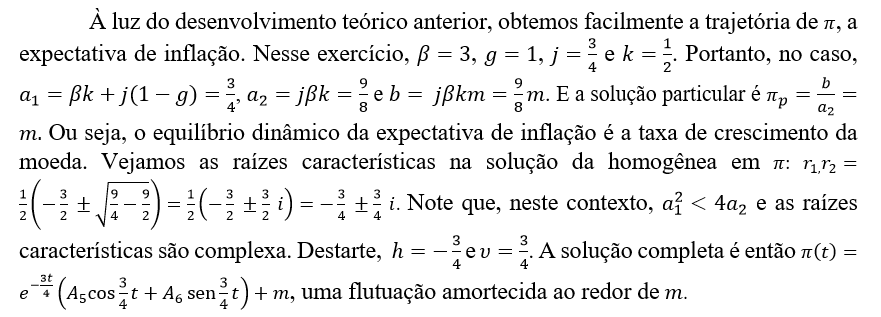 À luz do desenvolvimento teórico anterior, obtemos facilmente a trajetória de π, a
expectativa de inflação. Nesse exercício, β = 3, g = 1, j = 3/4 e k = 1/2. Portanto, no caso,
a₁ = βk + j(1 − g) = 3/4, a₂ = jβk = 9/8 e b = jβkm = 9/8 m. E a solução particular é π_p = b/a₂ =
m. Ou seja, o equilíbrio dinâmico da expectativa de inflação é a taxa de crescimento da
moeda. Vejamos as raízes características na solução da homogênea em π: r₁,r₂ =
1/2(−3/2 ± √(9/4 − 9/2)) = 1/2(−3/2 ± 3/2 i) = −3/4 ± 3/4 i. Note que, neste contexto, a₁² < 4a₂ e as raízes
características são complexa. Destarte, h = −3/4 e v = 3/4. A solução completa é então π(t) =
e^(−3t/4) (A₅cos 3/4 t + A₆ sen 3/4 t) + m, uma flutuação amortecida ao redor de m.